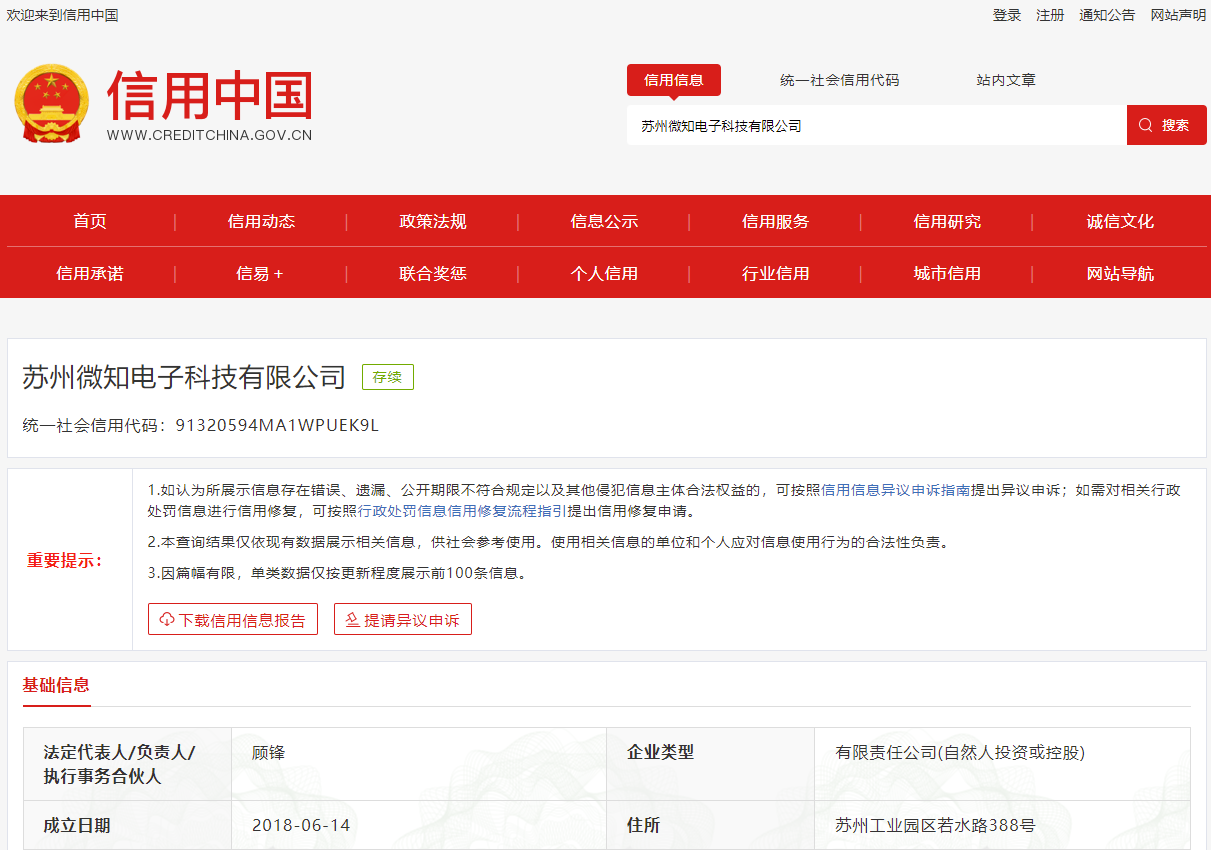 欢迎来到信用中国
登录 注册 通知公告 网站声明
信用中国
WWW.CREDITCHINA.GOV.CN
信用信息 统一社会信用代码 站内文章
苏州微知电子科技有限公司 搜索
首页 信用动态 政策法规 信息公示 信用服务 信用研究 诚信文化
信用承诺 信易+ 联合奖惩 个人信用 行业信用 城市信用 网站导航
苏州微知电子科技有限公司 存续
统一社会信用代码：91320594MA1WPUEK9L
重要提示：
1.如认为所展示信息存在错误、遗漏、公开期限不符合规定以及其他侵犯信息主体合法权益的，可按照信用信息异议申诉指南提出异议申诉；如需对相关行政
处罚信息进行信用修复，可按照行政处罚信息信用修复流程指引提出信用修复申请。
2.本查询结果仅依现有数据展示相关信息，供社会参考使用。使用相关信息的单位和个人应对信息使用行为的合法性负责。
3.因篇幅有限，单类数据仅按更新程度展示前100条信息。
下载信用信息报告 提请异议申诉
基础信息
法定代表人/负责人/
执行事务合伙人
顾锋
企业类型
有限责任公司(自然人投资或控股)
成立日期
2018-06-14
住所
苏州工业园区若水路388号